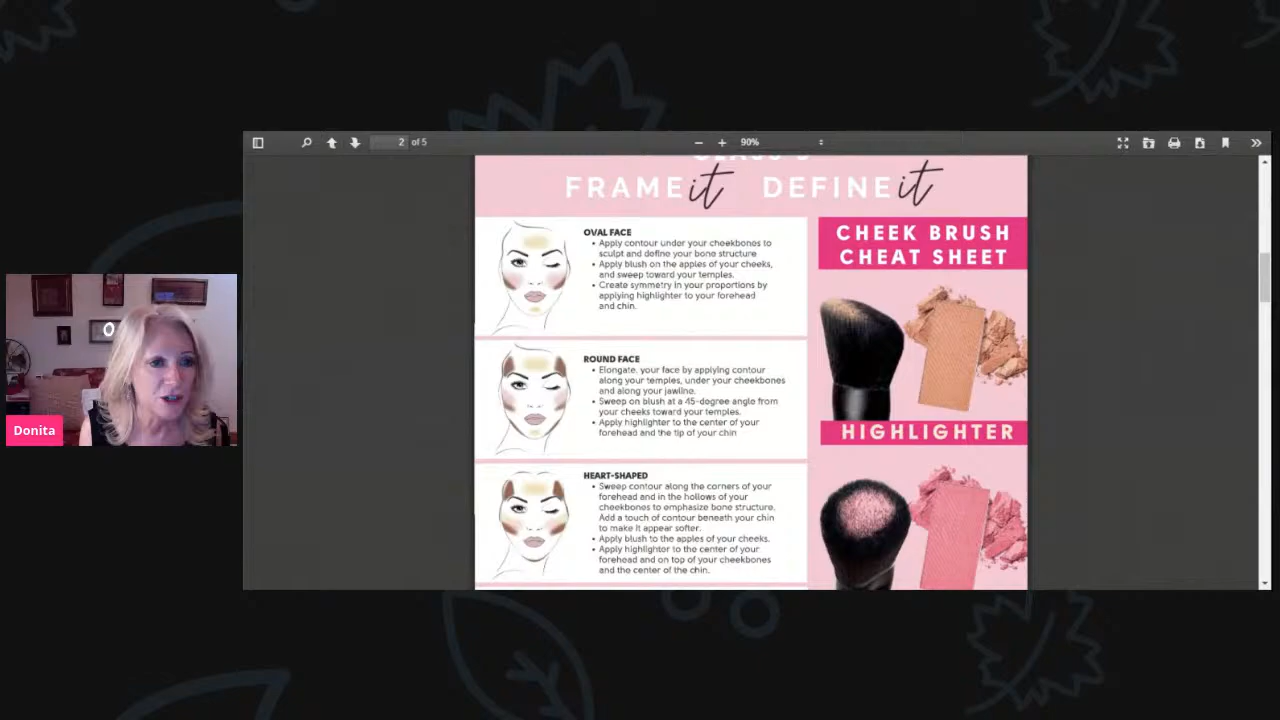 2 of 5
90%
FRAME it DEFINE it
OVAL FACE
• Apply contour under your cheekbones to
sculpt and define your bone structure
• Apply blush on the apples of your cheeks,
and sweep toward your temples.
• Create symmetry in your proportions by
applying highlighter to your forehead
and chin.
ROUND FACE
• Elongate, your face by applying contour
along your temples, under your cheekbones
and along your jawline.
• Sweep on blush at a 45-degree angle from
your cheeks toward your temples.
• Apply highlighter to the center of your
forehead and the tip of your chin
HEART-SHAPED
• Sweep contour along the corners of your
forehead and in the hollows of your
cheekbones to emphasize bone structure.
Add a touch of contour beneath your chin
to make it appear softer.
• Apply blush to the apples of your cheeks.
• Apply highlighter to the center of your
forehead and on top of your cheekbones
and the center of the chin.
CHEEK BRUSH
CHEAT SHEET
HIGHLIGHTER
Donita